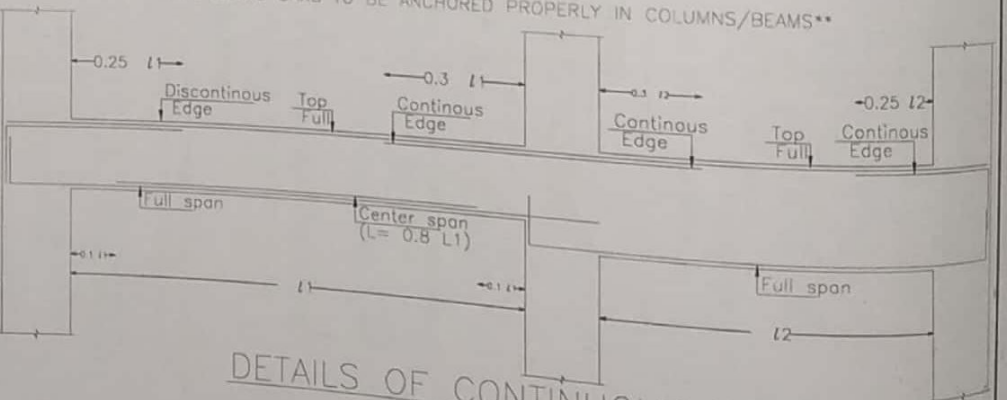 TO BE ANCHORED PROPERLY IN COLUMNS/BEAMS**
0.25 l1
0.3 l1
0.3 l2
0.25 l2
Discontinous
Edge
Top
Full
Continous
Edge
Continous
Edge
Top
Full
Continous
Edge
Full span
Center span
(L= 0.8 L1)
0.1 l1
0.1 l1
l1
Full span
l2
DETAILS OF